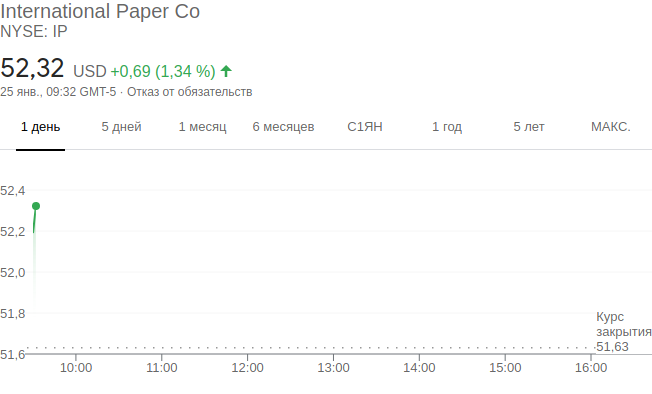 International Paper Co
NYSE: IP
52,32 USD +0,69 (1,34 %)
25 янв., 09:32 GMT-5 · Отказ от обязательств
1 день 5 дней 1 месяц 6 месяцев С1ЯН 1 год 5 лет МАКС.
52,4
52,2
52,0
51,8
51,6
Курс
закрытия
51,63
10:00 11:00 12:00 13:00 14:00 15:00 16:00